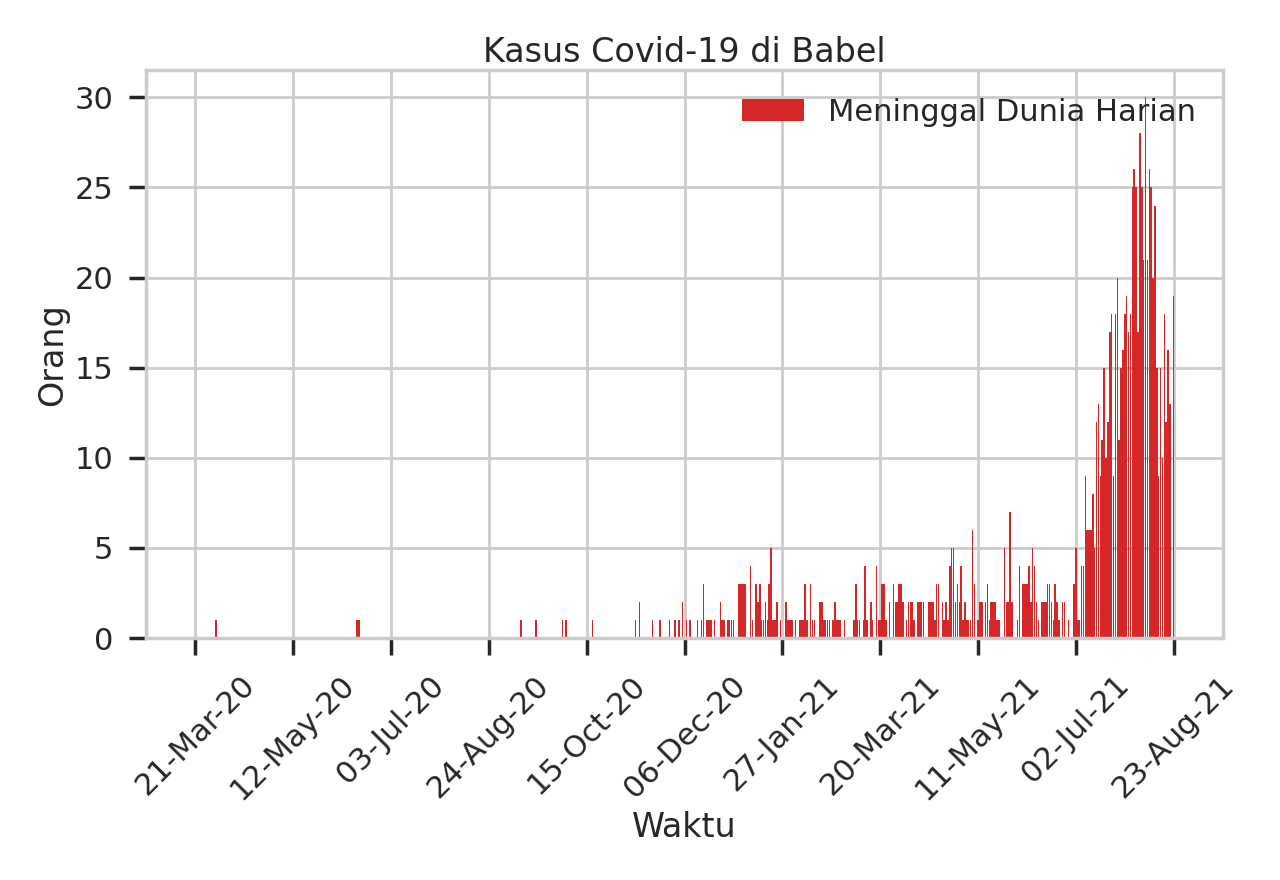 Kasus Covid-19 di Babel
Meninggal Dunia Harian
Orang
30
25
20
15
10
5
0
21-Mar-20
12-May-20
03-Jul-20
24-Aug-20
15-Oct-20
06-Dec-20
27-Jan-21
20-Mar-21
11-May-21
02-Jul-21
23-Aug-21
Waktu